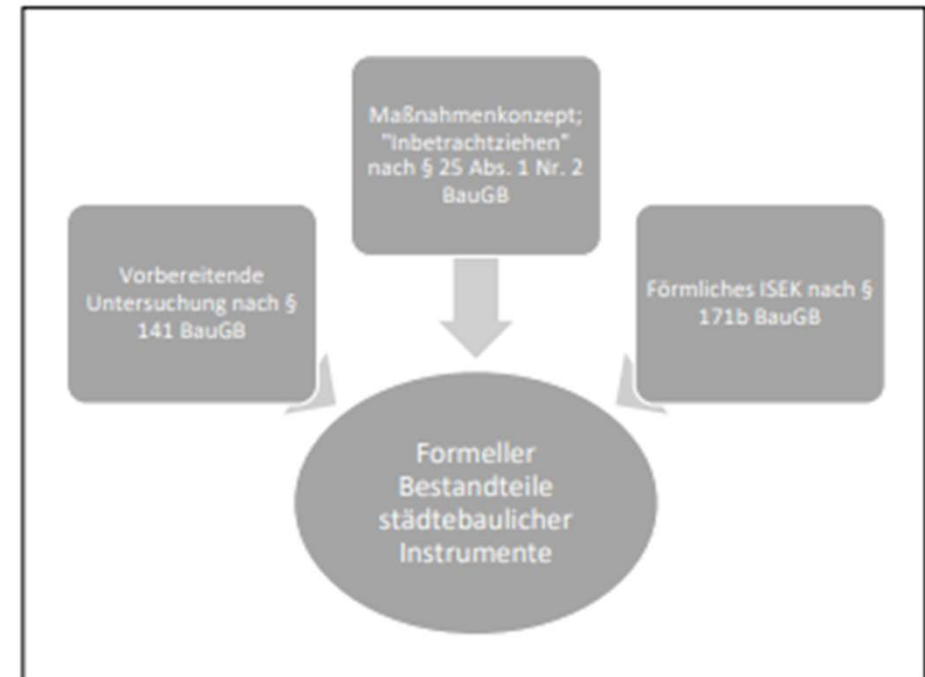 Maßnahmenkonzept;
"Inbetrachtziehen"
nach § 25 Abs. 1 Nr. 2
BauGB
Vorbereitende
Untersuchung nach §
141 BauGB
Förmliches ISEK nach §
171b BauGB
Formeller
Bestandteile
städtebaulicher
Instrumente